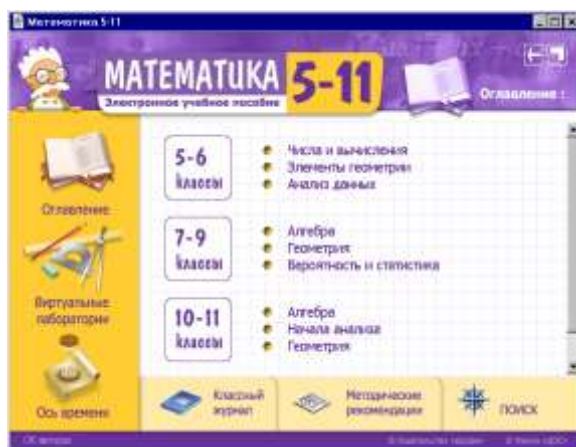 Математика 5-11
МАТЕМАТИКА 5-11
Электронное учебное пособие
Оглавление :
5-6
классы
Числа и вычисления
Элементы геометрии
Анализ данных
7-9
классы
Алгебра
Геометрия
Вероятность и статистика
10-11
классы
Алгебра
Начала анализа
Геометрия
Оглавление
Виртуальные
лаборатории
Ось времени
Классный
журнал
Методические
рекомендации
ПОИСК
Об авторах